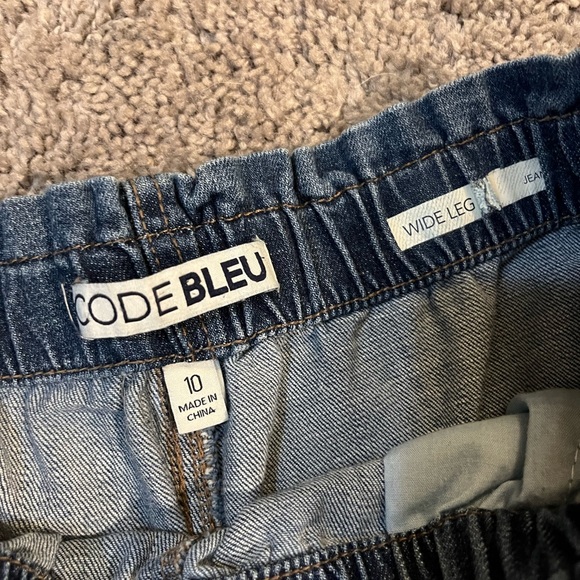 CODE BLEU
WIDE LEG
10
MADE IN
CHINA